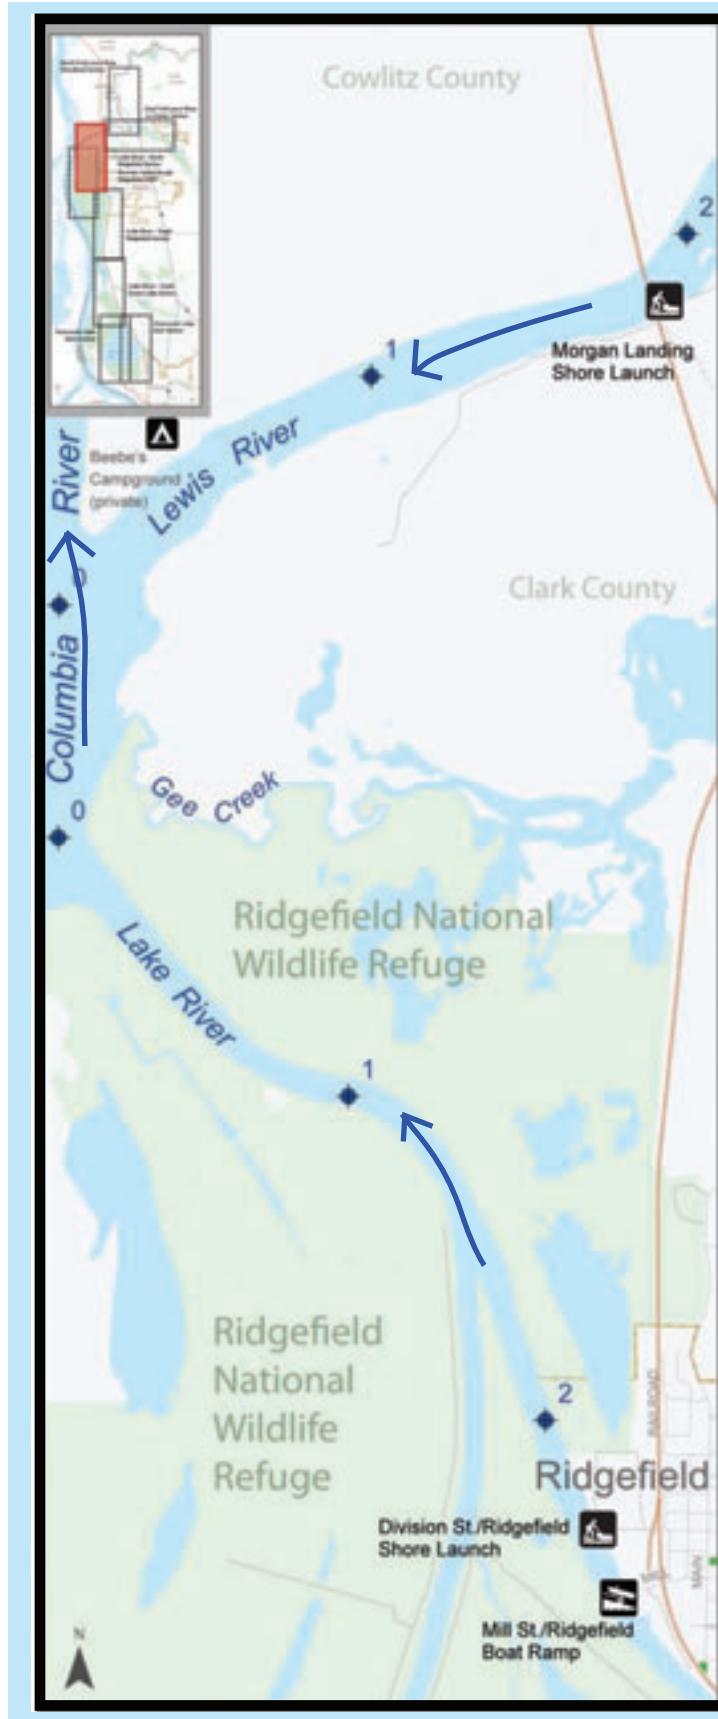 Cowlitz County
2
1
Morgan Landing
Shore Launch
River
Beebe's
Campground
(private)
Lewis River
0
Clark County
Columbia
Gee Creek
0
Ridgefield National
Wildlife Refuge
Lake River
1
Ridgefield
National
Wildlife
Refuge
2
RAILROAD
Ridgefield
Division St./Ridgefield
Shore Launch
MAIN
Mill St./Ridgefield
Boat Ramp
N